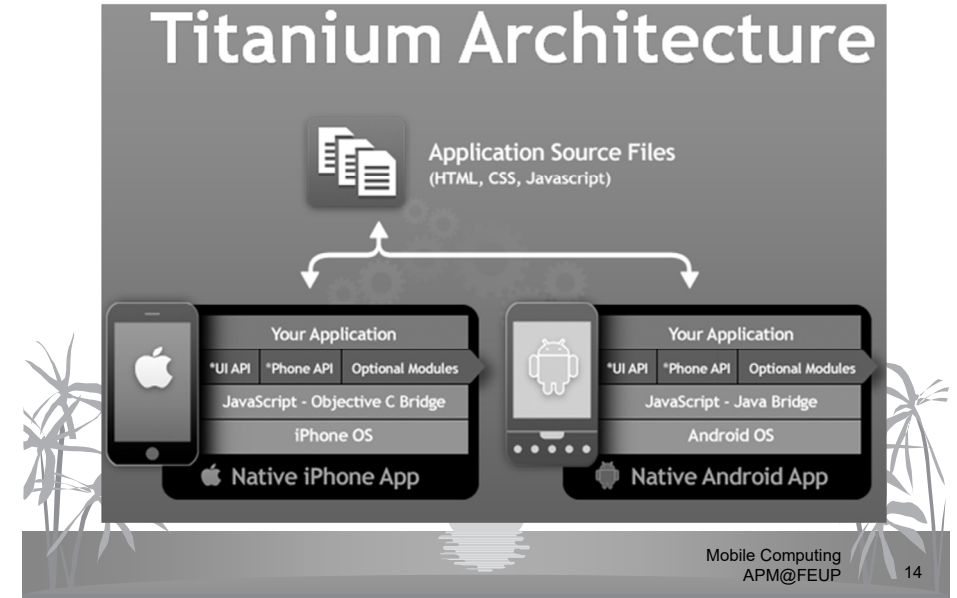 Titanium Architecture
Application Source Files
(HTML, CSS, Javascript)
Your Application
*UI API *Phone API Optional Modules
JavaScript - Objective C Bridge
iPhone OS
Native iPhone App
Your Application
*UI API *Phone API Optional Modules
JavaScript - Java Bridge
Android OS
Native Android App
Mobile Computing
APM@FEUP
14